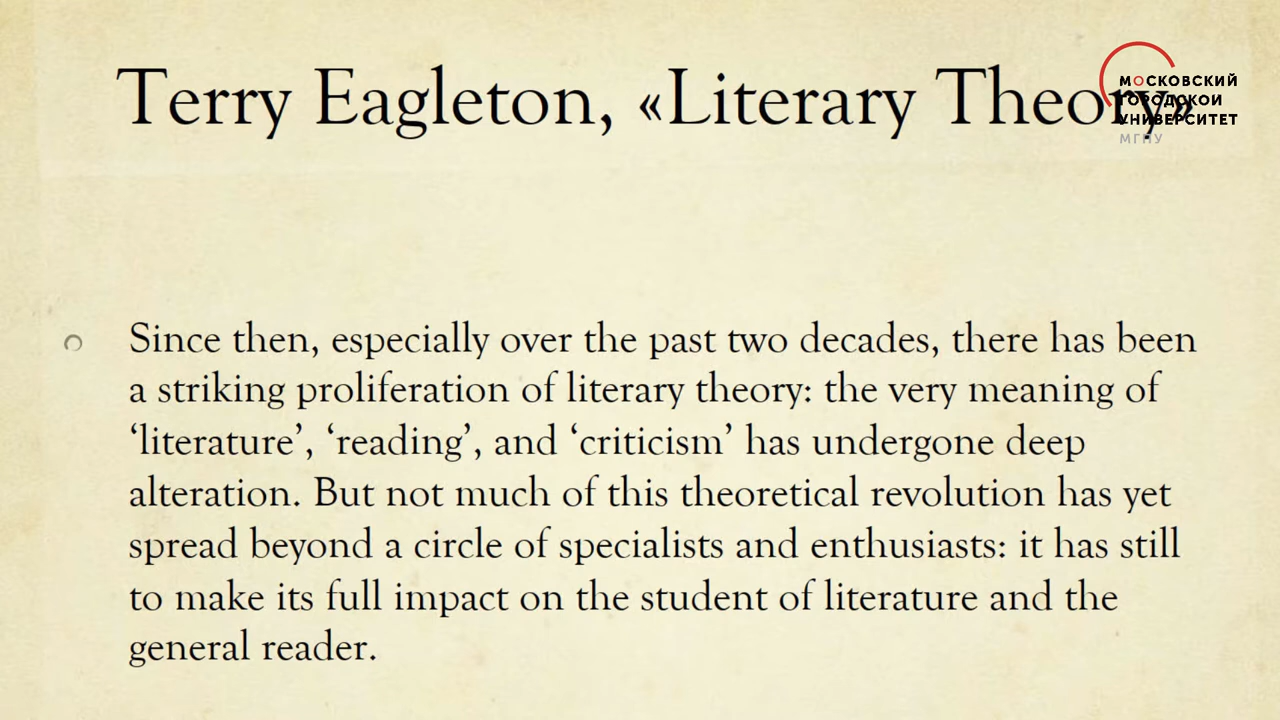 Terry Eagleton, «Literary Theory»
МОСКОВСКИЙ
ГОРОДСКОЙ
УНИВЕРСИТЕТ
МГПУ
Since then, especially over the past two decades, there has been
a striking proliferation of literary theory: the very meaning of
‘literature’, ‘reading’, and ‘criticism’ has undergone deep
alteration. But not much of this theoretical revolution has yet
spread beyond a circle of specialists and enthusiasts: it has still
to make its full impact on the student of literature and the
general reader.